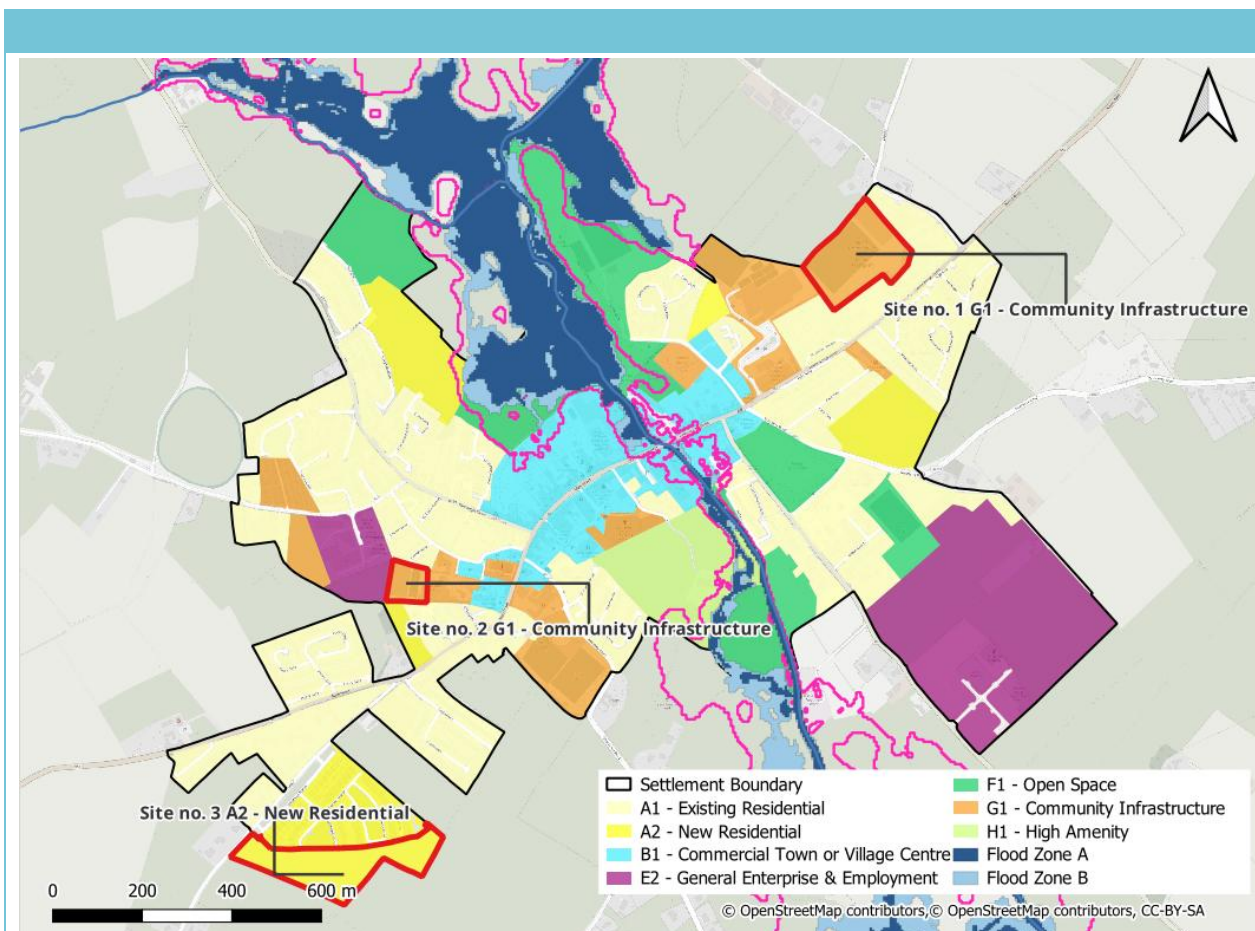 Site no. 1 G1 - Community Infrastructure
Site no. 2 G1 - Community Infrastructure
Site no. 3 A2 - New Residential
0 200 400 600 m
Settlement Boundary
A1 - Existing Residential
A2 - New Residential
B1 - Commercial Town or Village Centre
E2 - General Enterprise & Employment
F1 - Open Space
G1 - Community Infrastructure
H1 - High Amenity
Flood Zone A
Flood Zone B
© OpenStreetMap contributors,© OpenStreetMap contributors, CC-BY-SA